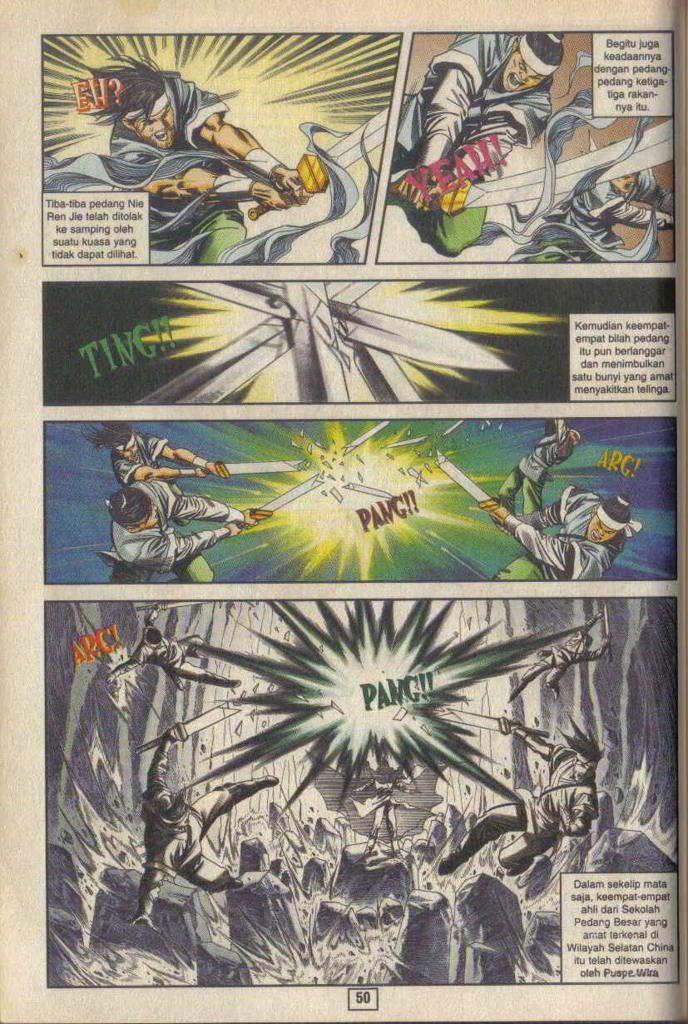 EH?
Tiba-tiba pedang Nie
Ren Jie telah ditolak
ke samping oleh
suatu kuasa yang
tidak dapat dilihat.
Begitu juga
keadaannya
dengan pedang-
pedang ketiga-
tiga rakan-
nya itu.
YEAH!
TING!!
Kemudian keempat-
empat bilah pedang
itu pun berlanggar
dan menimbulkan
satu bunyi yang amat
menyakitkan telinga.
ARG!
PANG!!
ARG!
PANG!!
Dalam sekelip mata
saja, keempat-empat
ahli dari Sekolah
Pedang Besar yang
amat terkenal di
Wilayah Selatan China
itu telah ditewaskan
oleh Puspa Wira
50